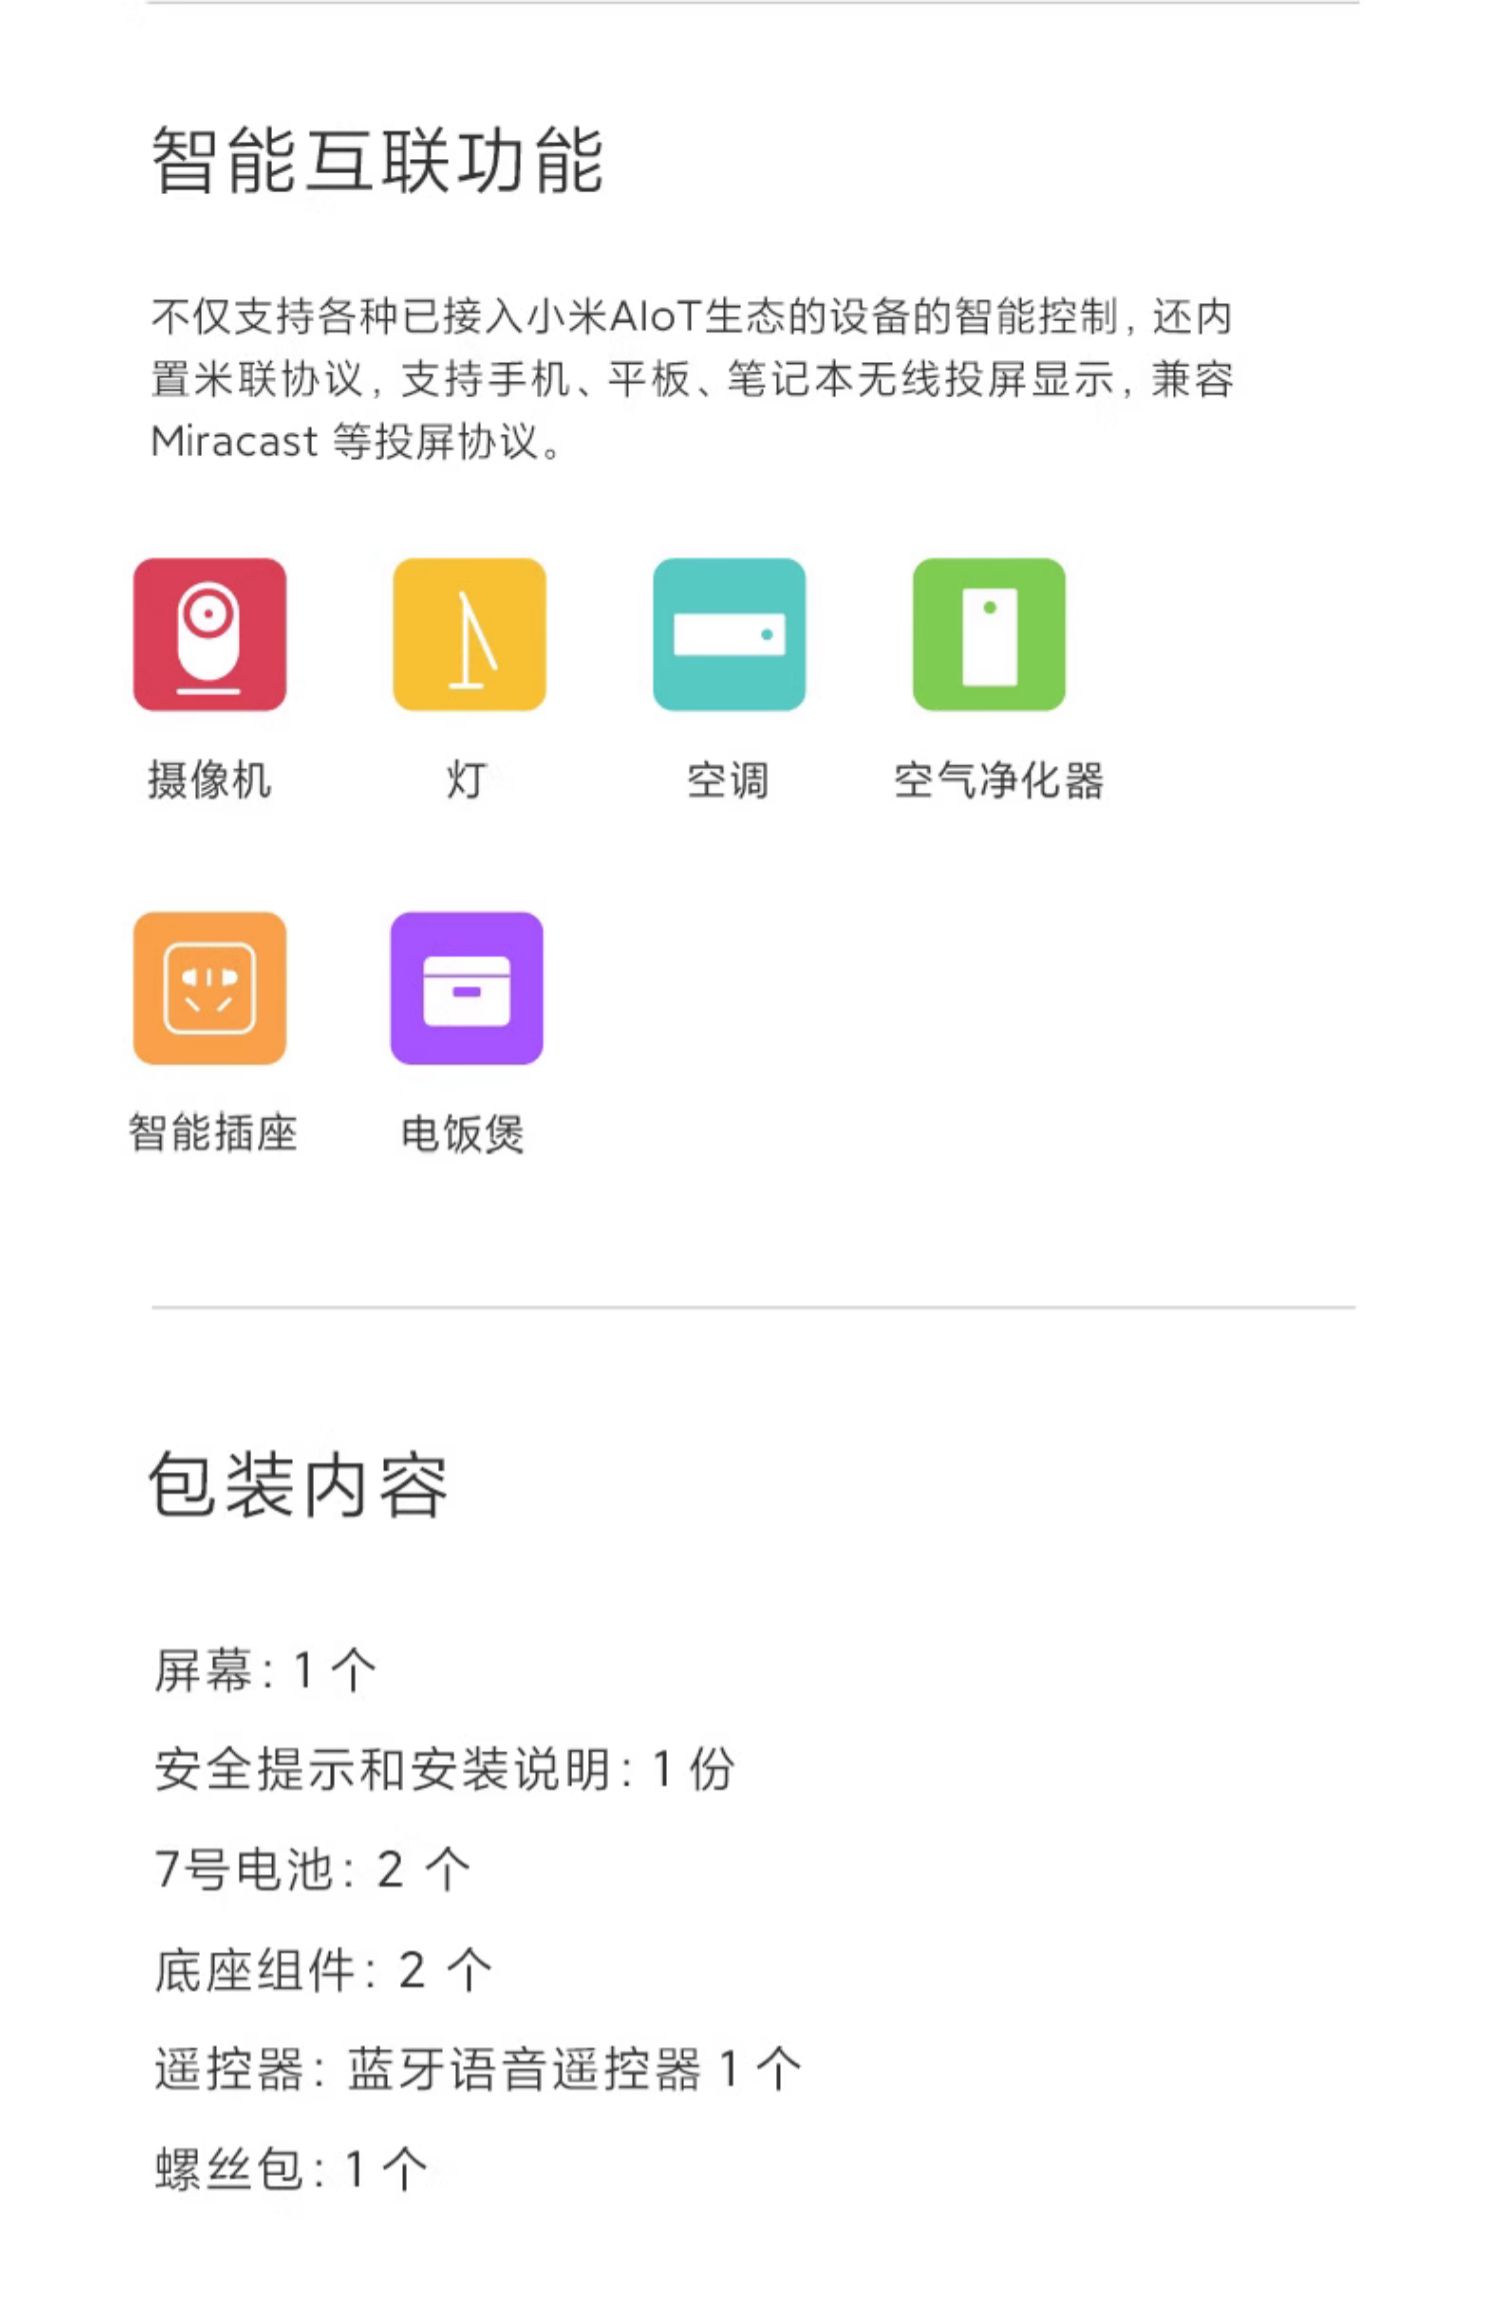 智能互联功能
不仅支持各种已接入小米AIoT生态的设备的智能控制，还内
置米联协议，支持手机、平板、笔记本无线投屏显示，兼容
Miracast 等投屏协议。
摄像机
灯
空调
空气净化器
智能插座
电饭煲
包装内容
屏幕：1 个
安全提示和安装说明：1 份
7号电池：2 个
底座组件：2 个
遥控器：蓝牙语音遥控器 1 个
螺丝包：1 个